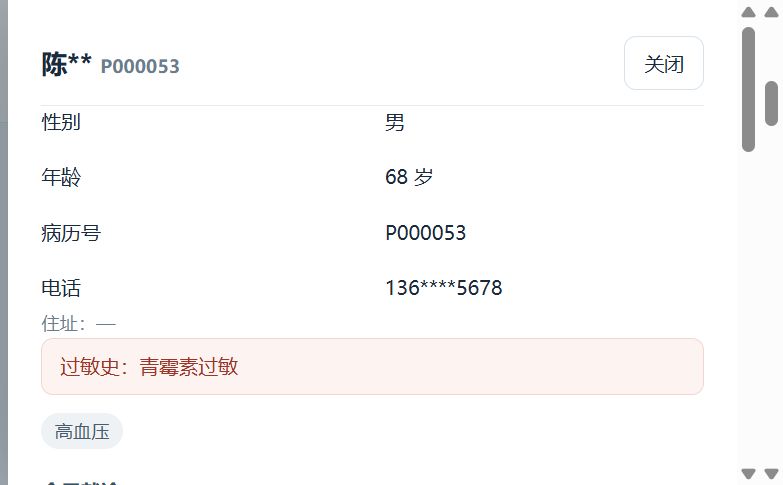 陈** P000053
关闭
性别 男
年龄 68 岁
病历号 P000053
电话 136****5678
住址：—
过敏史：青霉素过敏
高血压